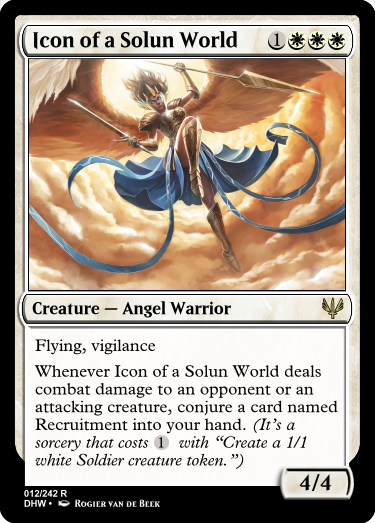 Icon of a Solun World 1
Creature — Angel Warrior
Flying, vigilance
Whenever Icon of a Solun World deals
combat damage to an opponent or an
attacking creature, conjure a card named
Recruitment into your hand. (It's a
sorcery that costs 1 with “Create a 1/1
white Soldier creature token.”)
4/4
012/242 R
DHW • Rogier van de Beek